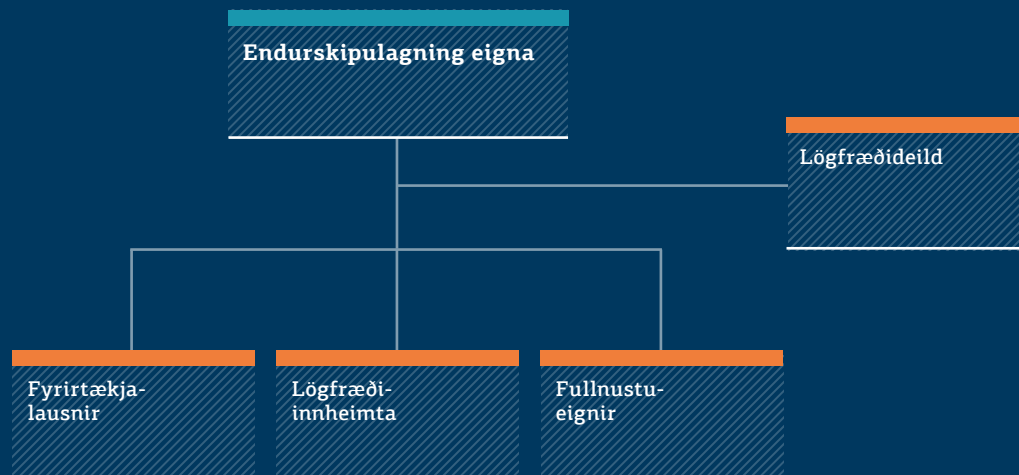 Endurskipulagning eigna
Lögfræðideild
Fyrirtækja-
lausnir
Lögfræði-
innheimta
Fullnustu-
eignir